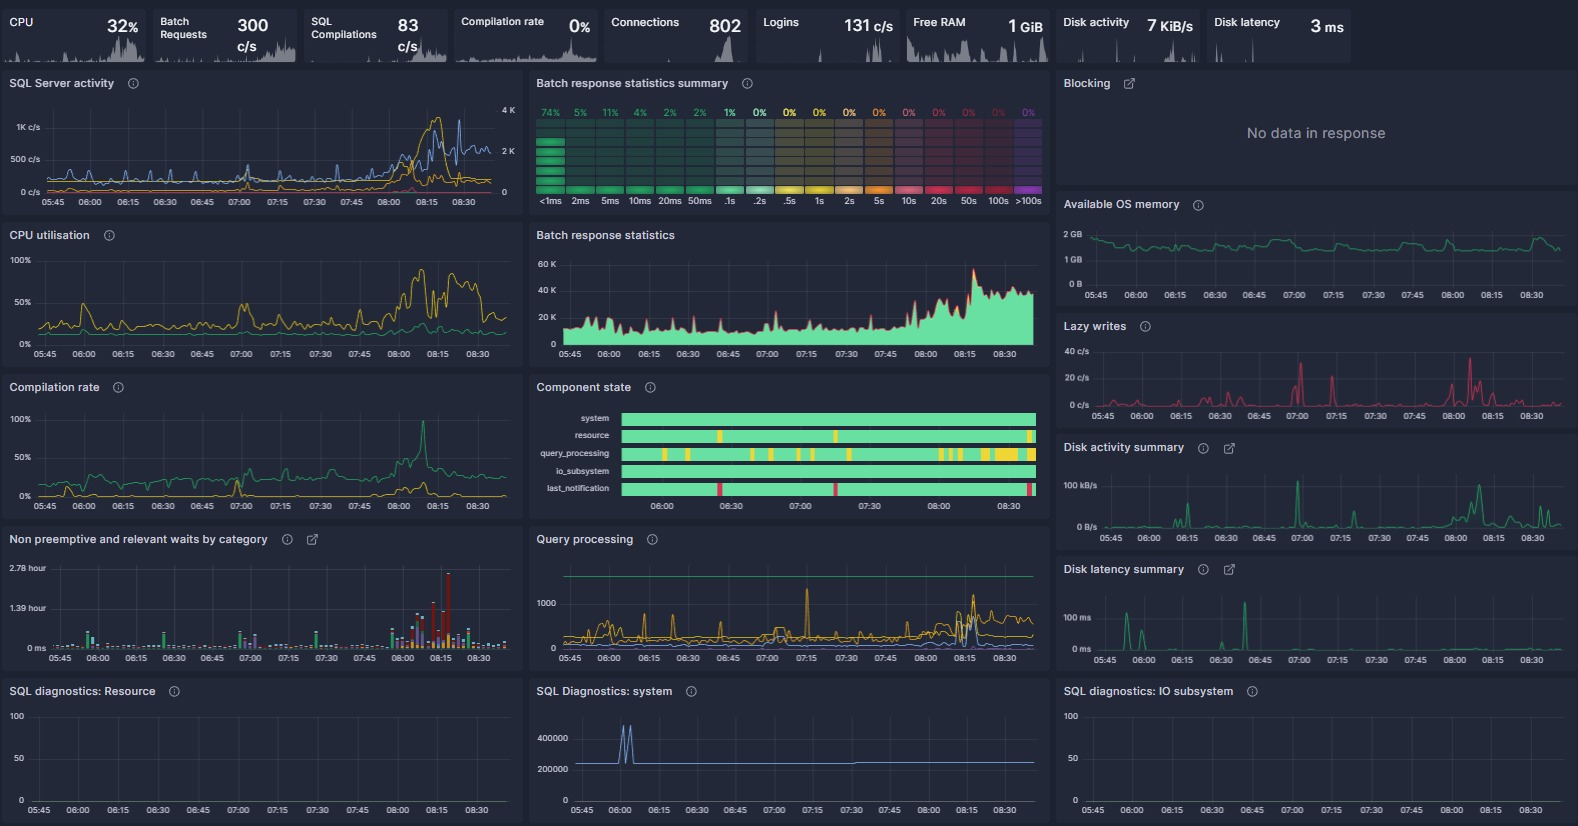 CPU 32%
Batch Requests 300 c/s
SQL Compilations 83 c/s
Compilation rate 0%
Connections 802
Logins 131 c/s
Free RAM 1 GiB
Disk activity 7 KiB/s
Disk latency 3 ms
SQL Server activity
4 K
1K c/s
500 c/s 2 K
0 c/s 0
05:45 06:00 06:15 06:30 06:45 07:00 07:15 07:30 07:45 08:00 08:15 08:30
Batch response statistics summary
74% 5% 11% 4% 2% 2% 1% 0% 0% 0% 0% 0% 0% 0% 0% 0% 0%
<1ms 2ms 5ms 10ms 20ms 50ms .1s .2s .5s 1s 2s 5s 10s 20s 50s 100s >100s
Blocking
No data in response
CPU utilisation
100%
50%
0%
05:45 06:00 06:15 06:30 06:45 07:00 07:15 07:30 07:45 08:00 08:15 08:30
Batch response statistics
60 K
40 K
20 K
0
05:45 06:00 06:15 06:30 06:45 07:00 07:15 07:30 07:45 08:00 08:15 08:30
Available OS memory
2 GB
1 GB
0 B
05:45 06:00 06:15 06:30 06:45 07:00 07:15 07:30 07:45 08:00 08:15 08:30
Lazy writes
40 c/s
20 c/s
0 c/s
05:45 06:00 06:15 06:30 06:45 07:00 07:15 07:30 07:45 08:00 08:15 08:30
Compilation rate
100%
50%
0%
05:45 06:00 06:15 06:30 06:45 07:00 07:15 07:30 07:45 08:00 08:15 08:30
Component state
system
resource
query_processing
io_subsystem
last_notification
06:00 06:30 07:00 07:30 08:00 08:30
Disk activity summary
100 kB/s
0 B/s
05:45 06:00 06:15 06:30 06:45 07:00 07:15 07:30 07:45 08:00 08:15 08:30
Non preemptive and relevant waits by category
2.78 hour
1.39 hour
0 ms
05:45 06:00 06:15 06:30 06:45 07:00 07:15 07:30 07:45 08:00 08:15 08:30
Query processing
1000
0
05:45 06:00 06:15 06:30 06:45 07:00 07:15 07:30 07:45 08:00 08:15 08:30
Disk latency summary
100 ms
0 ms
05:45 06:00 06:15 06:30 06:45 07:00 07:15 07:30 07:45 08:00 08:15 08:30
SQL diagnostics: Resource
100
50
0
05:45 06:00 06:15 06:30 06:45 07:00 07:15 07:30 07:45 08:00 08:15 08:30
SQL Diagnostics: system
400000
200000
0
05:45 06:00 06:15 06:30 06:45 07:00 07:15 07:30 07:45 08:00 08:15 08:30
SQL diagnostics: IO subsystem
100
50
0
05:45 06:00 06:15 06:30 06:45 07:00 07:15 07:30 07:45 08:00 08:15 08:30